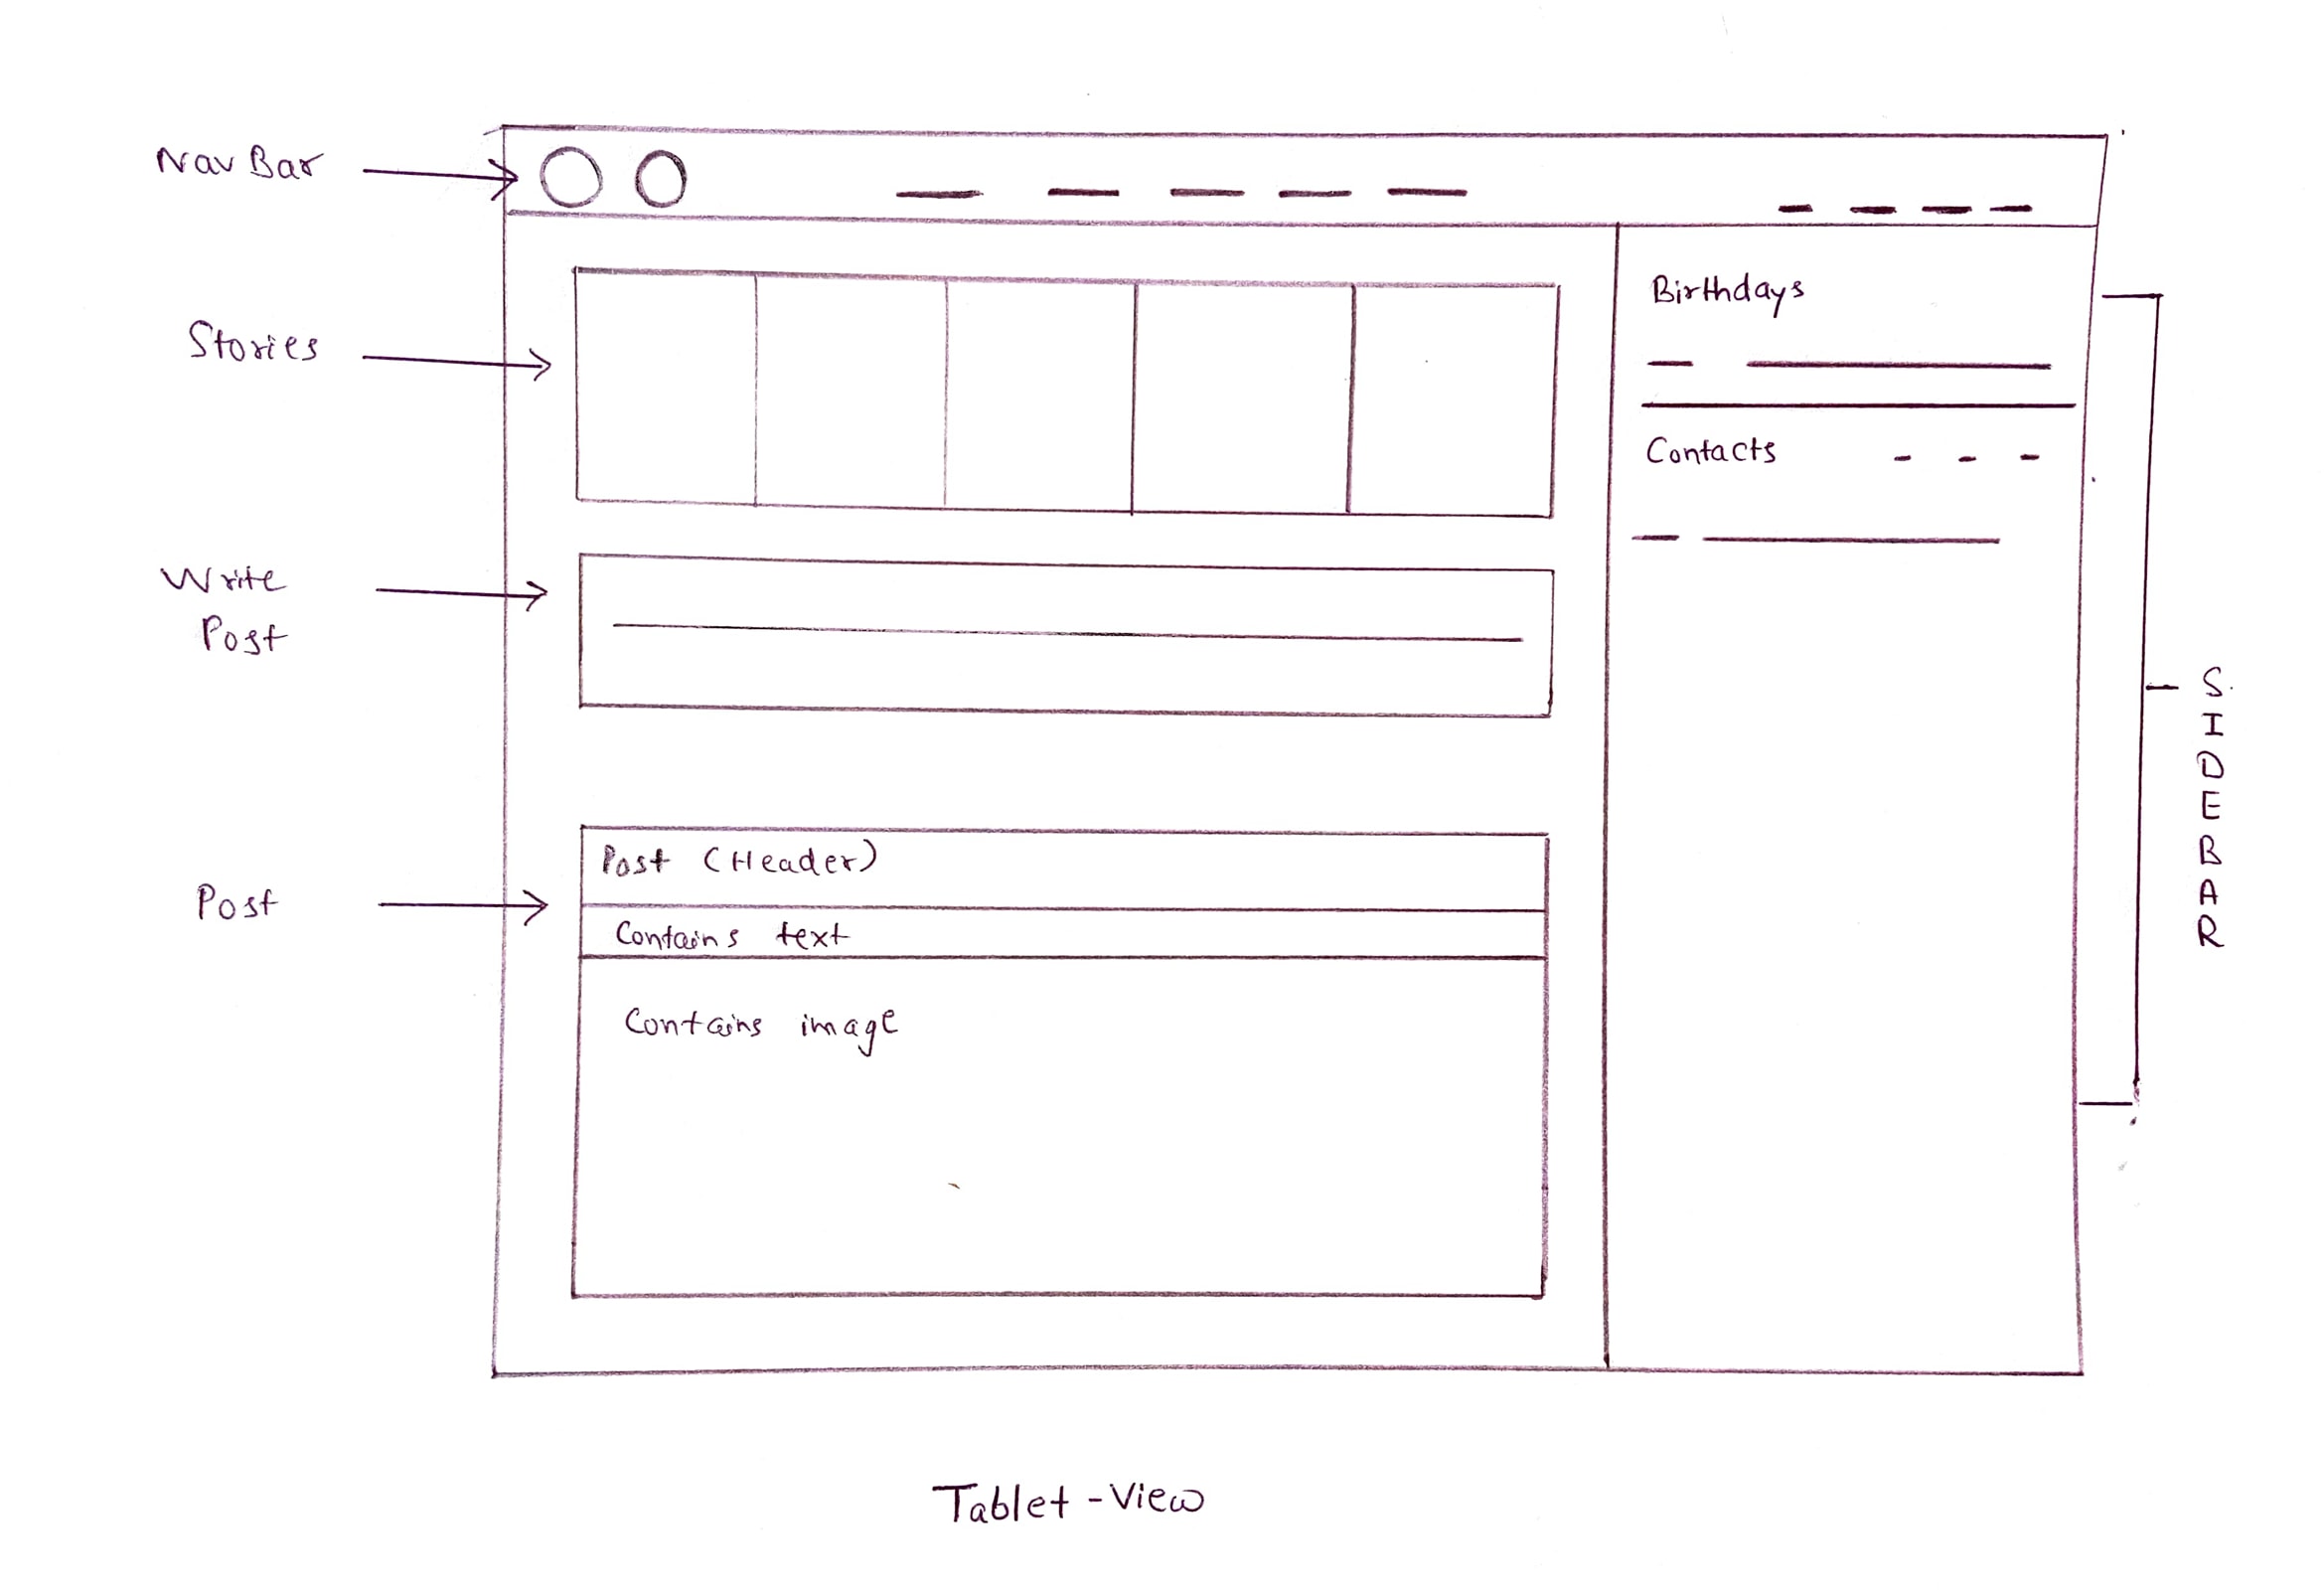 Nav Bar
Stories
Birthdays
Contacts
Write
Post
Post
Post (Header)
Contains text
Contains image
SIDEBAR
Tablet - View